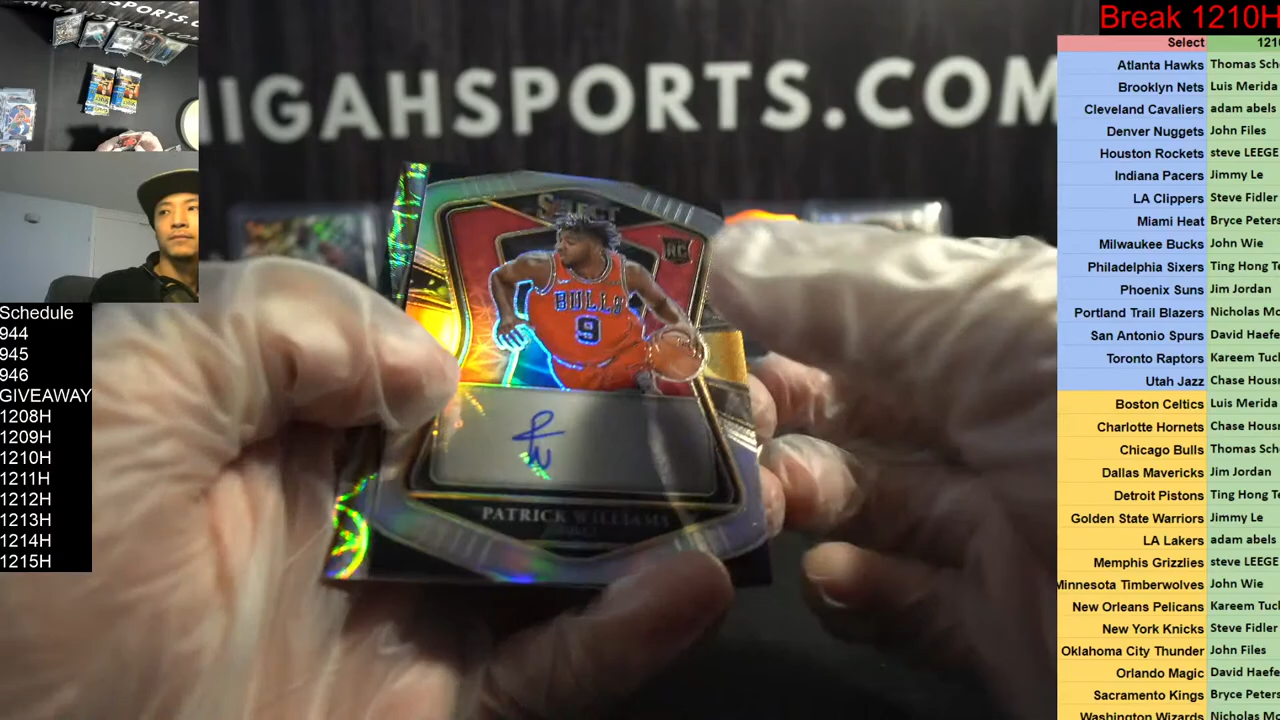 IGAHSPORTS.COM
Break 1210H
Select
Atlanta Hawks Thomas Sch
Brooklyn Nets Luis Merida
Cleveland Cavaliers adam abels
Denver Nuggets John Files
Houston Rockets steve LEEGE
Indiana Pacers Jimmy Le
LA Clippers Steve Fidler
Miami Heat Bryce Peters
Milwaukee Bucks John Wie
Philadelphia Sixers Ting Hong Te
Phoenix Suns Jim Jordan
Portland Trail Blazers Nicholas Mc
San Antonio Spurs David Haefe
Toronto Raptors Kareem Tuc
Utah Jazz Chase Hous
Boston Celtics Luis Merida
Charlotte Hornets Chase Hous
Chicago Bulls Thomas Sch
Dallas Mavericks Jim Jordan
Detroit Pistons Ting Hong Te
Golden State Warriors Jimmy Le
LA Lakers adam abels
Memphis Grizzlies steve LEEGE
Minnesota Timberwolves John Wie
New Orleans Pelicans Kareem Tuc
New York Knicks Steve Fidler
Oklahoma City Thunder John Files
Orlando Magic David Haefe
Sacramento Kings Bryce Peters
Washington Wizards Nicholas Mc
SELECT
RC
BULLS
9
PATRICK WILLIAMS
Schedule
944
945
946
GIVEAWAY
1208H
1209H
1210H
1211H
1212H
1213H
1214H
1215H